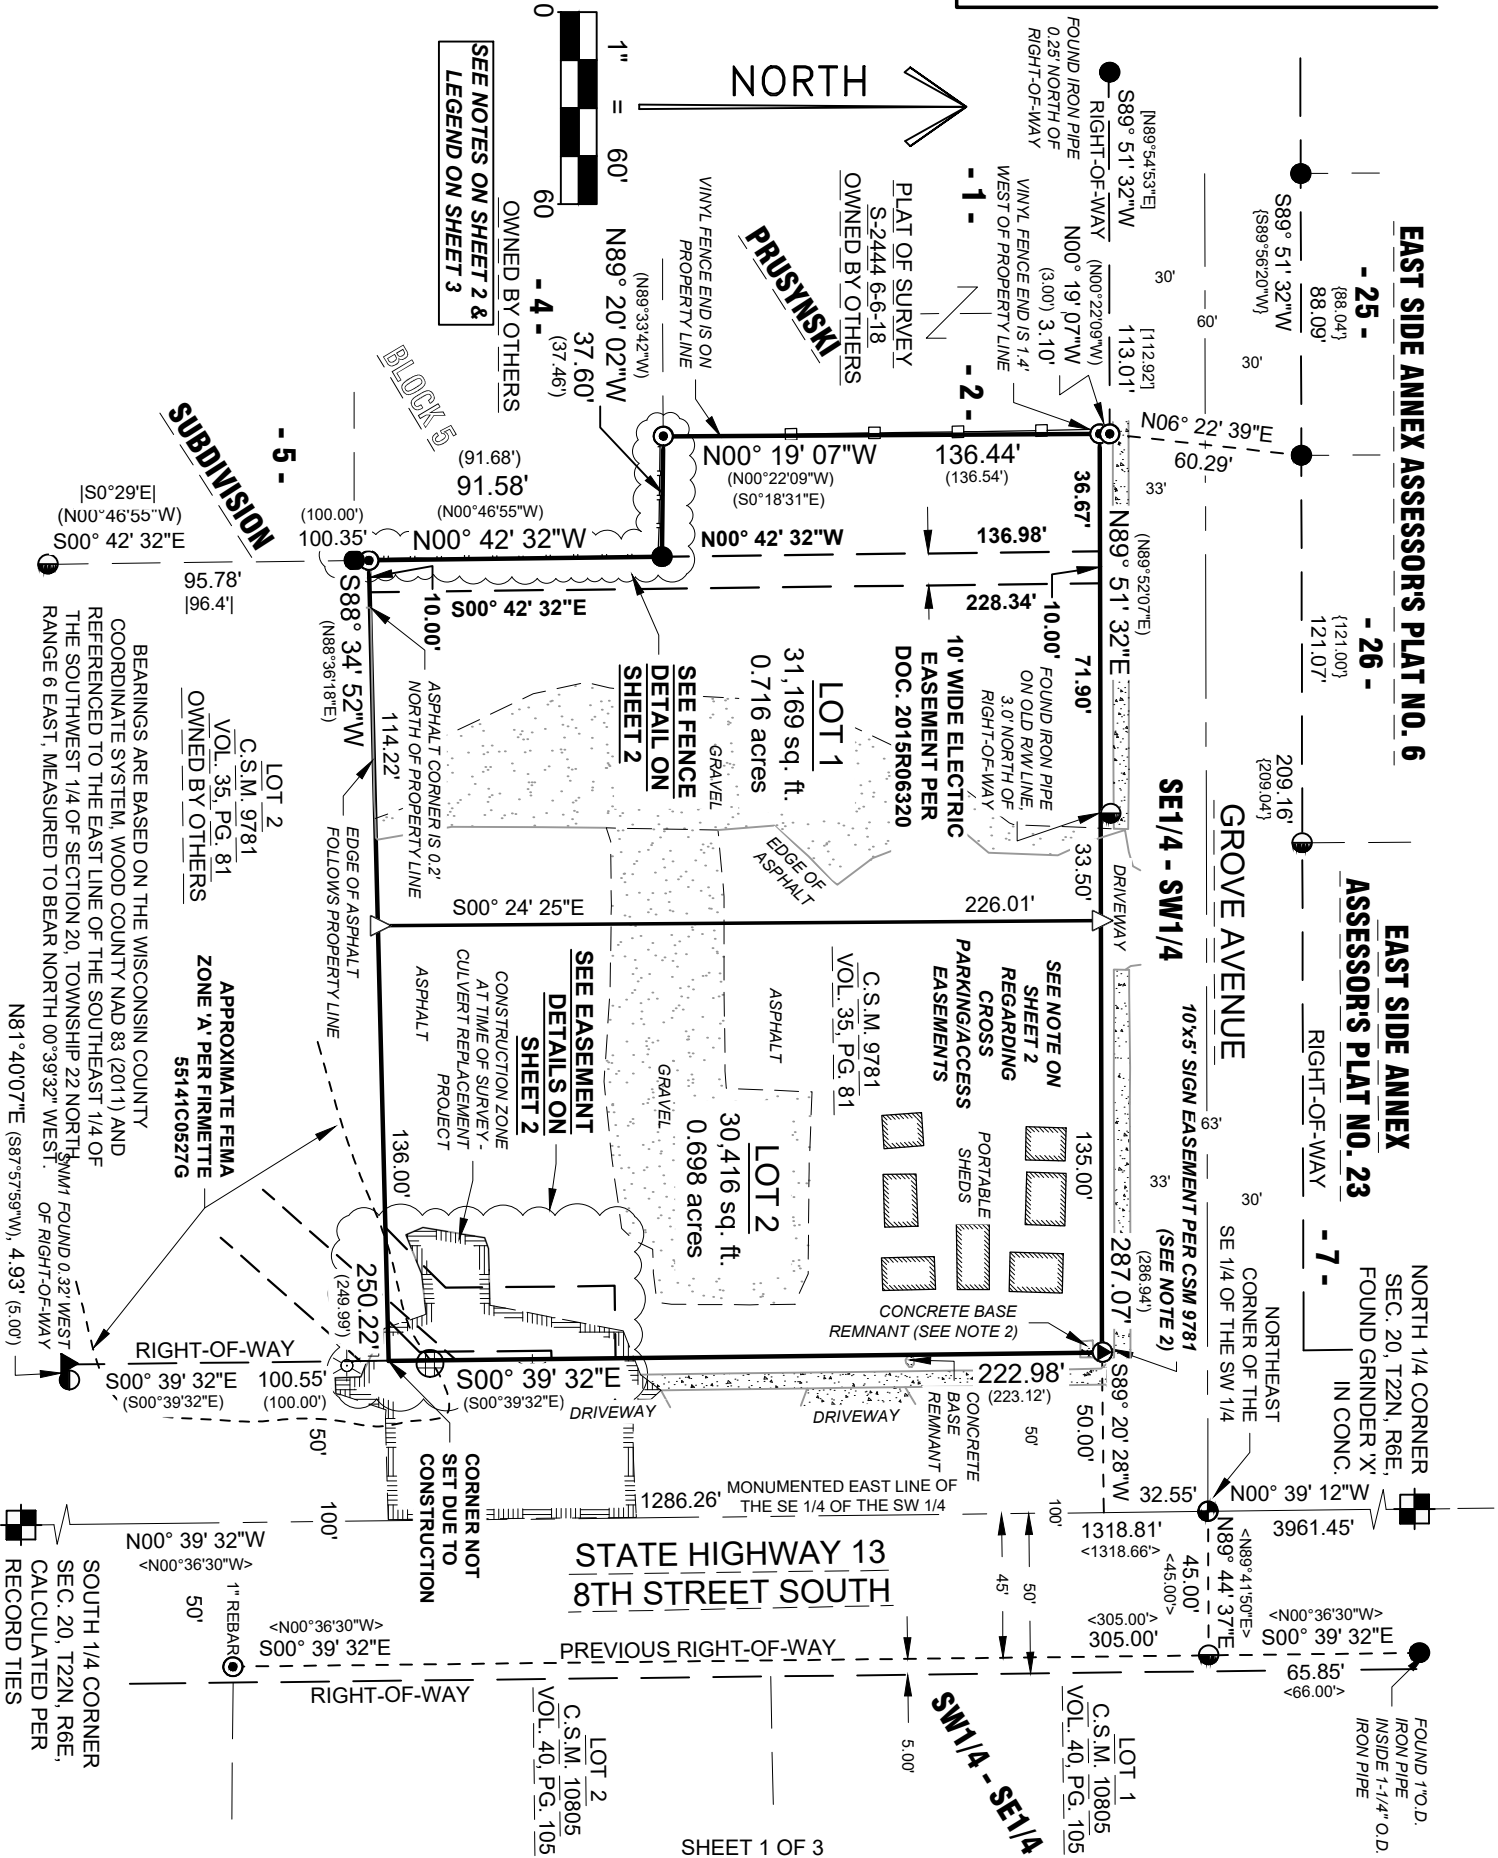 EAST SIDE ANNEX ASSESSOR'S PLAT NO. 6
- 25 -
- 26 -
{88.04'}
88.09'
{121.00'}
121.07'
209.16'
{209.04'}
S89° 51' 32"W
{S89°56'20"W}
EAST SIDE ANNEX
ASSESSOR'S PLAT NO. 23
RIGHT-OF-WAY
- 7 -
NORTH 1/4 CORNER
SEC. 20, T22N, R6E,
FOUND GRINDER 'X'
IN CONC.
GROVE AVENUE
SE1/4 - SW1/4
30'
60'
30'
33'
63'
33'
30'
NORTHEAST
CORNER OF THE
SE 1/4 OF THE SW 1/4
N06° 22' 39"E
60.29'
FOUND IRON PIPE
0.25' NORTH OF
RIGHT-OF-WAY
[N89°54'53"E]
S89° 51' 32"W
RIGHT-OF-WAY
[112.92']
113.01'
(N00°22'09"W)
N00° 19' 07"W
(3.00') 3.10'
VINYL FENCE END IS 1.4'
WEST OF PROPERTY LINE
- 1 -
- 2 -
PLAT OF SURVEY
S-2444 6-6-18
OWNED BY OTHERS
PRUSYNSKI
NORTH
1" = 60'
0
60
SEE NOTES ON SHEET 2 &
LEGEND ON SHEET 3
VINYL FENCE END IS ON
PROPERTY LINE
(N89°33'42"W)
N89° 20' 02"W
37.60'
(37.46')
- 4 -
OWNED BY OTHERS
BLOCK 5
SUBDIVISION
- 5 -
N00° 19' 07"W
(N00°22'09"W)
(S0°18'31"E)
136.44'
(136.54')
(91.68')
91.58'
(N00°46'55"W)
N00° 42' 32"W
N00° 42' 32"W
136.98'
S00° 42' 32"E
228.34'
10.00'
10.00'
36.67'
71.90'
33.50'
135.00'
(N89°52'07"E)
N89° 51' 32"E
287.07'
(286.94')
10'x5' SIGN EASEMENT PER CSM 9781
(SEE NOTE 2)
DRIVEWAY
FOUND IRON PIPE
ON OLD R/W LINE,
3.0' NORTH OF
RIGHT-OF-WAY
10' WIDE ELECTRIC
EASEMENT PER
DOC. 2015R06320
LOT 1
31,169 sq. ft.
0.716 acres
GRAVEL
SEE FENCE
DETAIL ON
SHEET 2
EDGE OF
ASPHALT
ASPHALT CORNER IS 0.2'
NORTH OF PROPERTY LINE
S00° 24' 25"E
226.01'
SEE NOTE ON
SHEET 2
REGARDING
CROSS
PARKING/ACCESS
EASEMENTS
C.S.M. 9781
VOL. 35, PG. 81
ASPHALT
PORTABLE
SHEDS
LOT 2
30,416 sq. ft.
0.698 acres
GRAVEL
CONCRETE BASE
REMNANT (SEE NOTE 2)
SEE EASEMENT
DETAILS ON
SHEET 2
CONSTRUCTION ZONE
AT TIME OF SURVEY -
CULVERT REPLACEMENT
PROJECT
ASPHALT
|S0°29'E|
(N00°46'55"W)
S00° 42' 32"E
(100.00')
100.35'
95.78'
|96.4'|
S88° 34' 52"W
(N88°36'18"E)
114.22'
136.00'
250.22'
(249.99')
EDGE OF ASPHALT
FOLLOWS PROPERTY LINE
LOT 2
C.S.M. 9781
VOL. 35, PG. 81
OWNED BY OTHERS
BEARINGS ARE BASED ON THE WISCONSIN COUNTY
COORDINATE SYSTEM, WOOD COUNTY NAD 83 (2011) AND
REFERENCED TO THE EAST LINE OF THE SOUTHEAST 1/4 OF
THE SOUTHWEST 1/4 OF SECTION 20, TOWNSHIP 22 NORTH,
RANGE 6 EAST, MEASURED TO BEAR NORTH 00°39'32" WEST.
APPROXIMATE FEMA
ZONE 'A' PER FIRMETTE
55141C0527G
SNM1 FOUND 0.32' WEST
OF RIGHT-OF-WAY
N81°40'07"E (S87°57'59"W), 4.93' (5.00')
RIGHT-OF-WAY
S00° 39' 32"E
(S00°39'32"E)
100.55'
(100.00')
S00° 39' 32"E
(S00°39'32"E)
222.98'
(223.12')
DRIVEWAY
DRIVEWAY
CONCRETE
BASE
REMNANT
S89° 20' 28"W
50.00'
50'
50'
100'
100'
CORNER NOT
SET DUE TO
CONSTRUCTION
1286.26'
MONUMENTED EAST LINE OF
THE SE 1/4 OF THE SW 1/4
32.55'
N00° 39' 12"W
3961.45'
1318.81'
<1318.66'>
<N89°41'50"E>
N89° 44' 37"E
45.00'
<45.00'>
N00° 39' 32"W
<N00°36'30"W>
STATE HIGHWAY 13
8TH STREET SOUTH
45'
50'
<305.00'>
305.00'
<N00°36'30"W>
S00° 39' 32"E
65.85'
<66.00'>
FOUND 1"O.D.
IRON PIPE
INSIDE 1-1/4" O.D.
IRON PIPE
50'
1" REBAR
<N00°36'30"W>
S00° 39' 32"E
PREVIOUS RIGHT-OF-WAY
RIGHT-OF-WAY
5.00'
SW1/4 - SE1/4
LOT 1
C.S.M. 10805
VOL. 40, PG. 105
LOT 2
C.S.M. 10805
VOL. 40, PG. 105
SOUTH 1/4 CORNER
SEC. 20, T22N, R6E,
CALCULATED PER
RECORD TIES
SHEET 1 OF 3